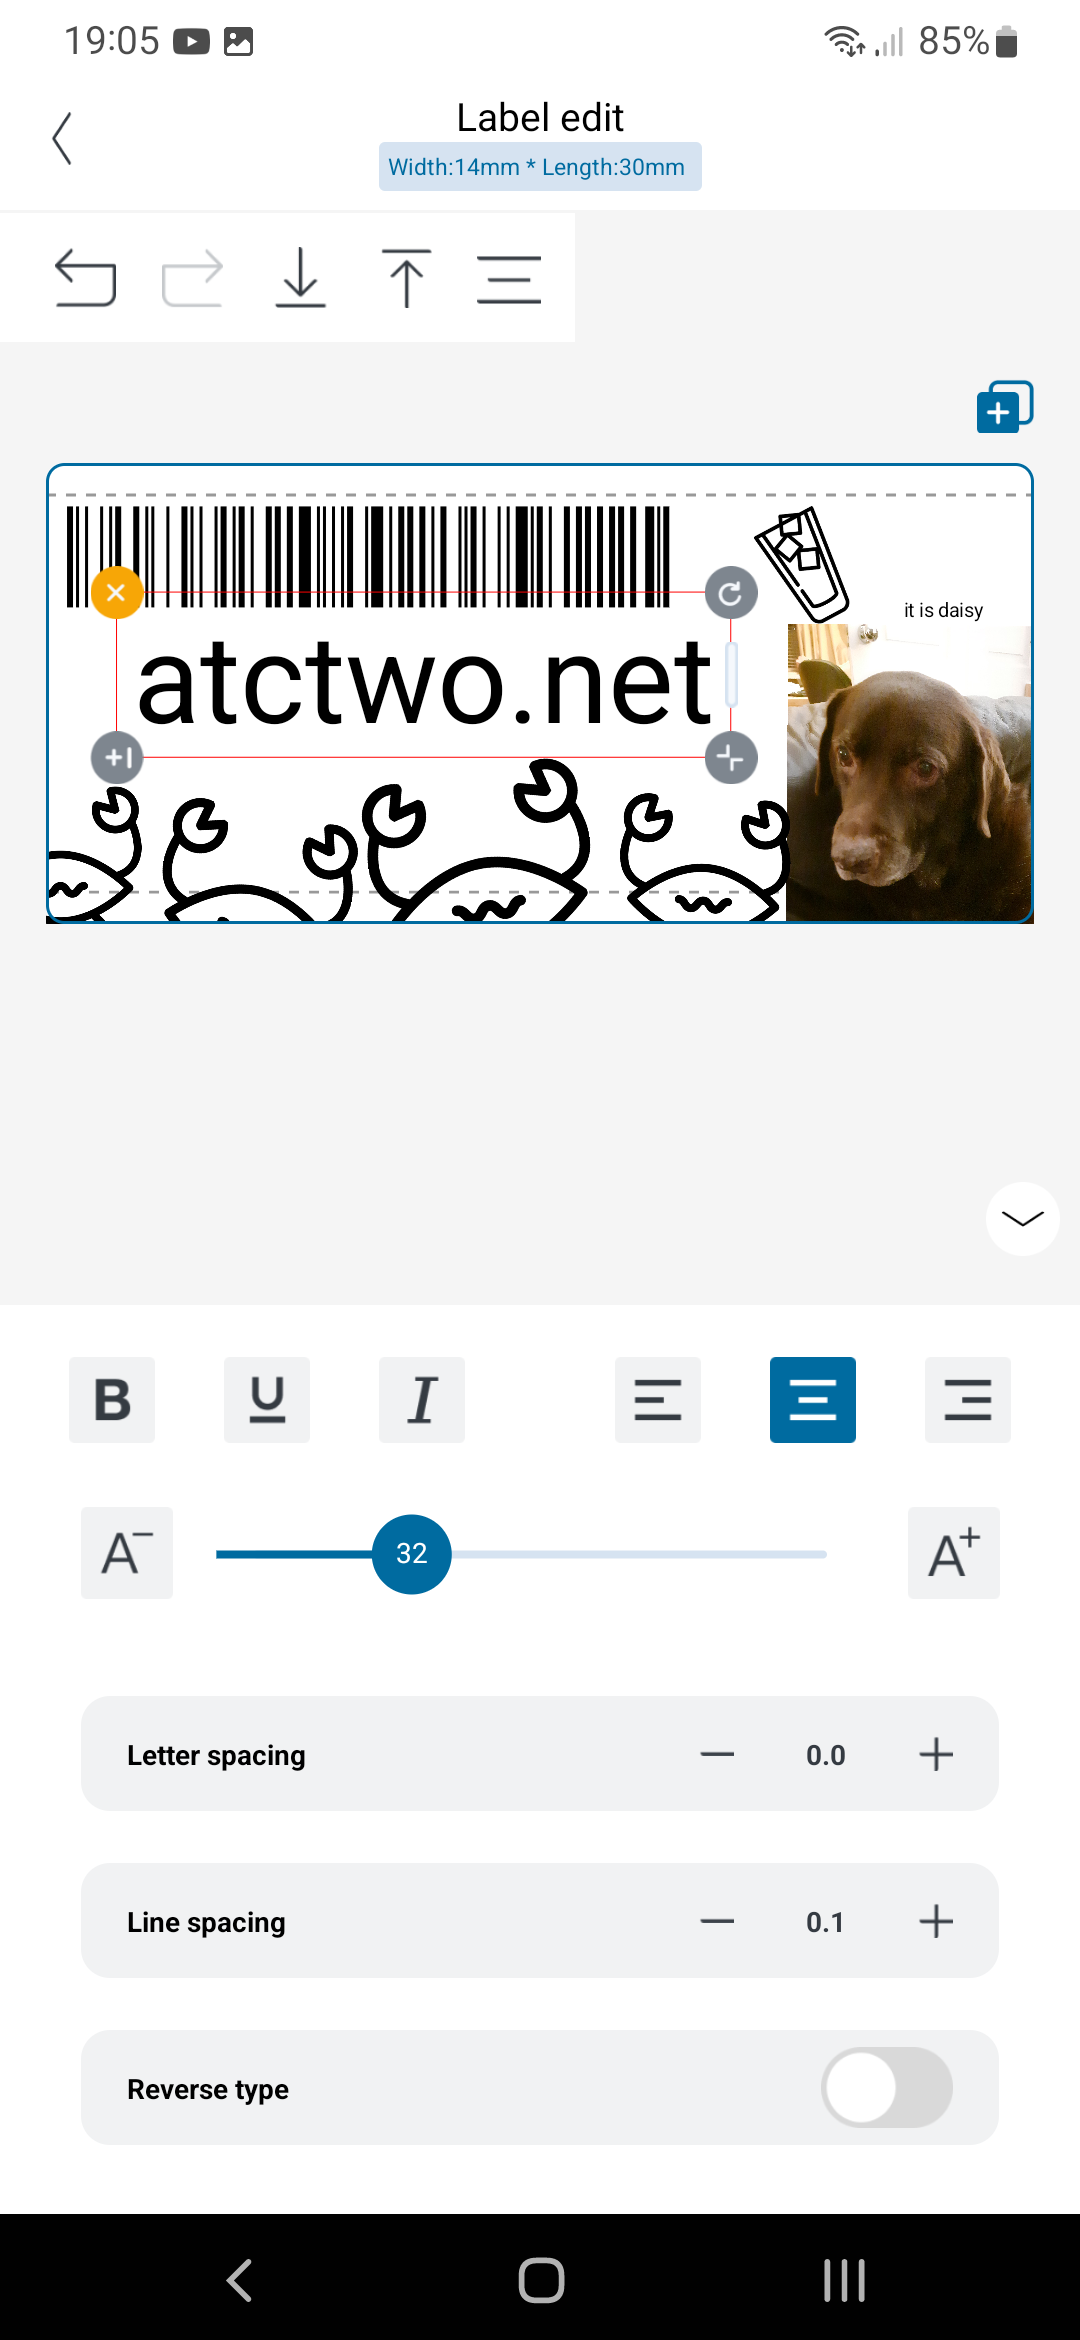 19:05
85%
Label edit
Width:14mm * Length:30mm
it is daisy
atctwo.net
B U I
A− 32 A+
Letter spacing 0.0
Line spacing 0.1
Reverse type